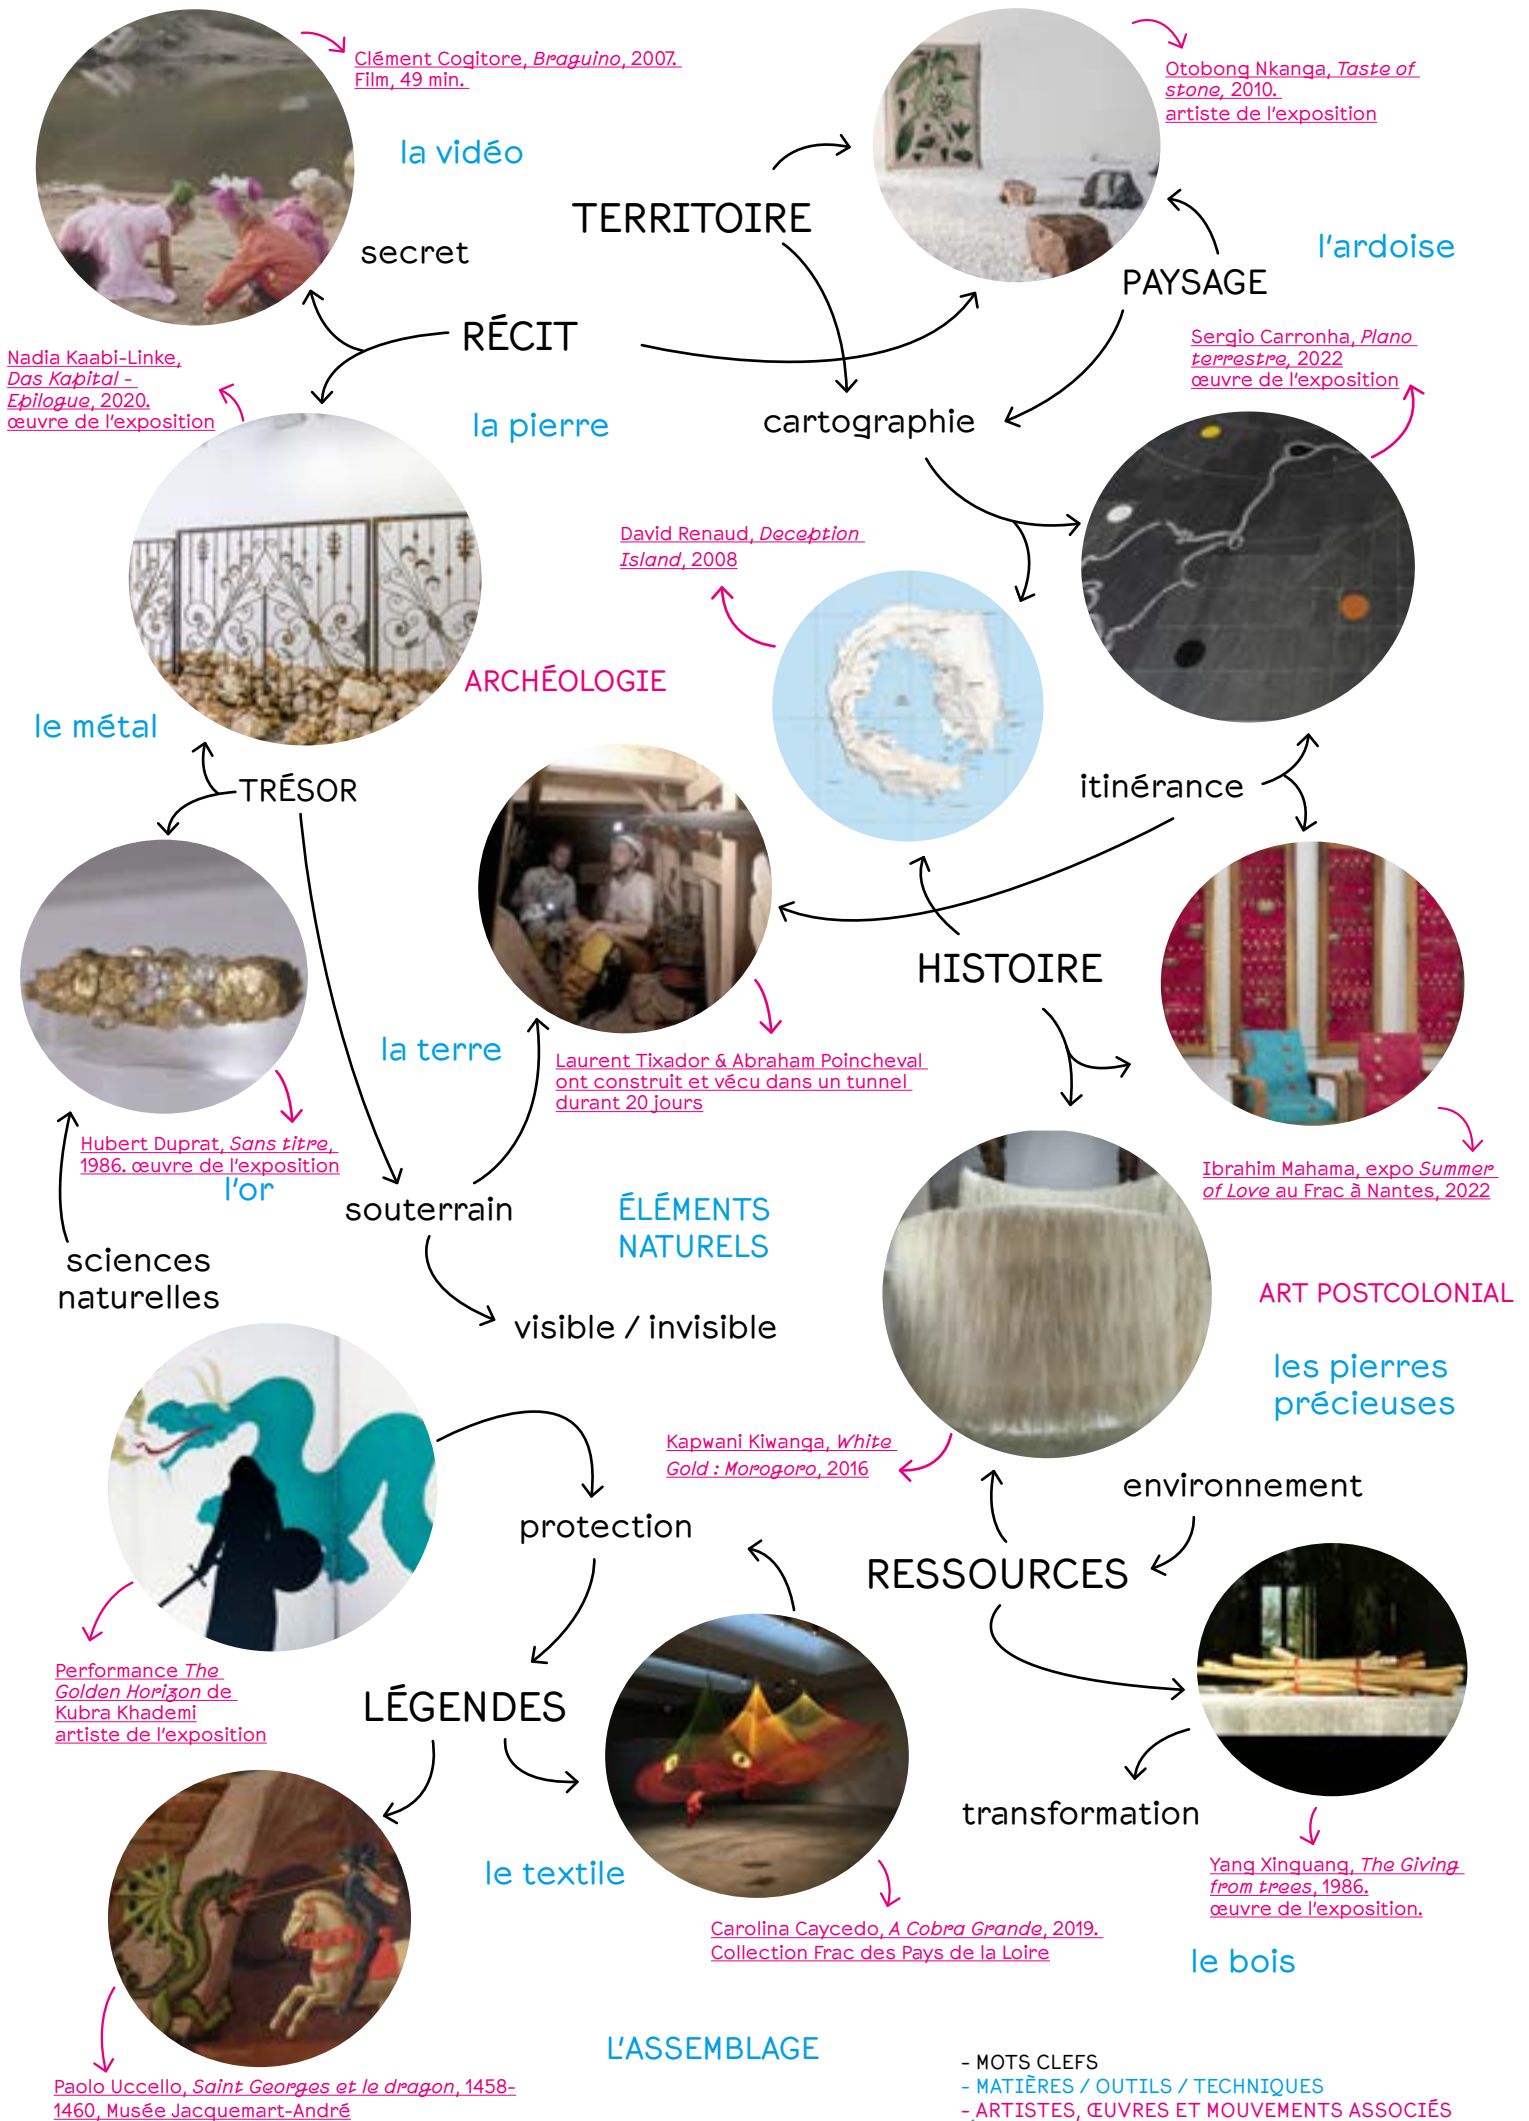 Clément Cogitore, Braguino, 2007.
Film, 49 min.
Otobong Nkanga, Taste of
stone, 2010.
artiste de l'exposition
la vidéo
TERRITOIRE
secret
l'ardoise
PAYSAGE
RÉCIT
Nadia Kaabi-Linke,
Das Kapital -
Epilogue, 2020.
œuvre de l'exposition
Sergio Carronha, Plano
terrestre, 2022
œuvre de l'exposition
la pierre
cartographie
David Renaud, Deception
Island, 2008
ARCHÉOLOGIE
le métal
TRÉSOR
itinérance
HISTOIRE
la terre
Laurent Tixador & Abraham Poincheval
ont construit et vécu dans un tunnel
durant 20 jours
Hubert Duprat, Sans titre,
1986. œuvre de l'exposition
l'or
Ibrahim Mahama, expo Summer
of Love au Frac à Nantes, 2022
souterrain
ÉLÉMENTS
NATURELS
sciences
naturelles
visible / invisible
ART POSTCOLONIAL
les pierres
précieuses
Kapwani Kiwanga, White
Gold : Morogoro, 2016
environnement
protection
RESSOURCES
Performance The
Golden Horizon de
Kubra Khademi
artiste de l'exposition
LÉGENDES
transformation
le textile
Yang Xinguang, The Giving
from trees, 1986.
œuvre de l'exposition.
Carolina Caycedo, A Cobra Grande, 2019.
Collection Frac des Pays de la Loire
le bois
L'ASSEMBLAGE
Paolo Uccello, Saint Georges et le dragon, 1458-
1460, Musée Jacquemart-André
- MOTS CLEFS
- MATIÈRES / OUTILS / TECHNIQUES
- ARTISTES, ŒUVRES ET MOUVEMENTS ASSOCIÉS